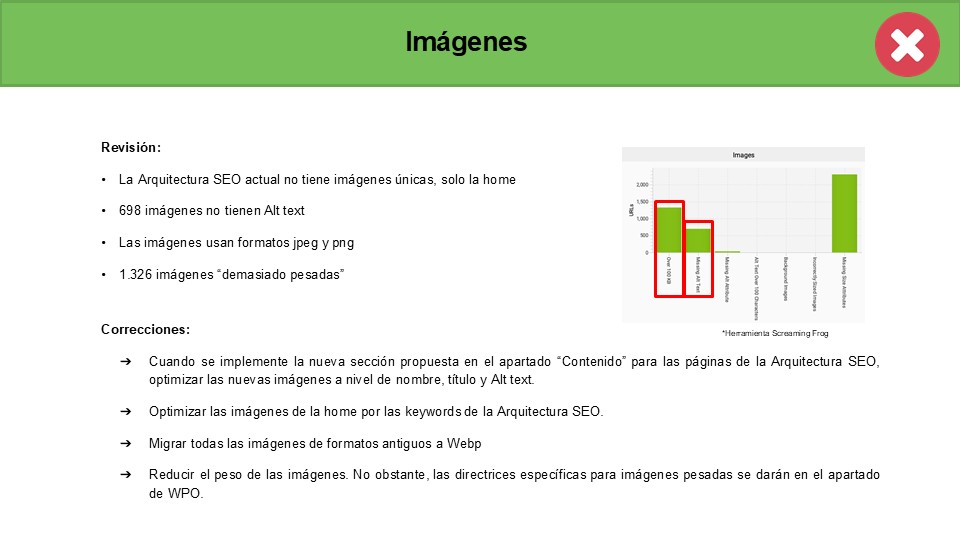 Imágenes
Revisión:
• La Arquitectura SEO actual no tiene imágenes únicas, solo la home
• 698 imágenes no tienen Alt text
• Las imágenes usan formatos jpeg y png
• 1.326 imágenes “demasiado pesadas”
Images
URLs
2,000
1,500
1,000
500
0
Over 100 KB
Missing Alt Text
Missing Alt Attribute
Alt Text Over 100 Characters
Background Images
Incorrectly Sized Images
Missing Size Attributes
*Herramienta Screaming Frog
Correcciones:
➔ Cuando se implemente la nueva sección propuesta en el apartado “Contenido” para las páginas de la Arquitectura SEO,
optimizar las nuevas imágenes a nivel de nombre, título y Alt text.
➔ Optimizar las imágenes de la home por las keywords de la Arquitectura SEO.
➔ Migrar todas las imágenes de formatos antiguos a Webp
➔ Reducir el peso de las imágenes. No obstante, las directrices específicas para imágenes pesadas se darán en el apartado
de WPO.